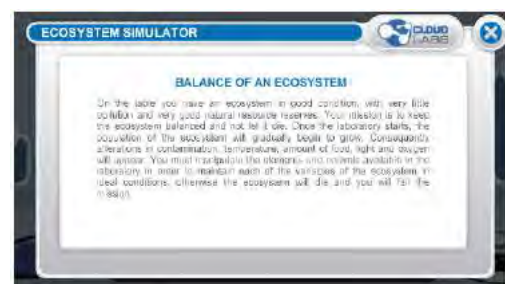 ECOSYSTEM SIMULATOR
CLOUD
LABS
BALANCE OF AN ECOSYSTEM
On the table you have an ecosystem in good condition, with very little
pollution and very good natural resource reserves. Your mission is to keep
the ecosystem balanced and not let it die. Once the laboratory starts, the
population of the ecosystem will gradually begin to grow. Consequently
alterations in contamination, temperature, amount of food, light and oxygen
will appear. You must manipulate the elements and controls available in the
laboratory in order to maintain each of the variables of the ecosystem in
ideal conditions, otherwise the ecosystem will die and you will fail the
mission.